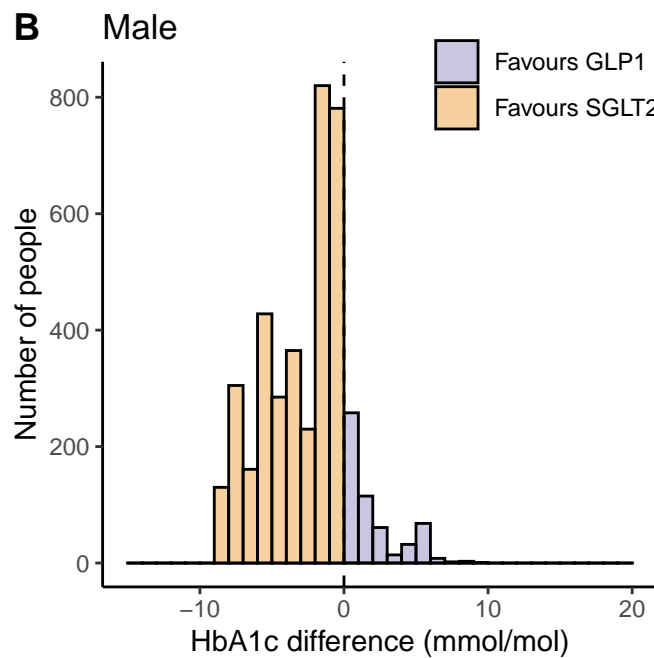 B Male
Favours GLP1
Favours SGLT2
Number of people
800
600
400
200
0
−10 0 10 20
HbA1c difference (mmol/mol)